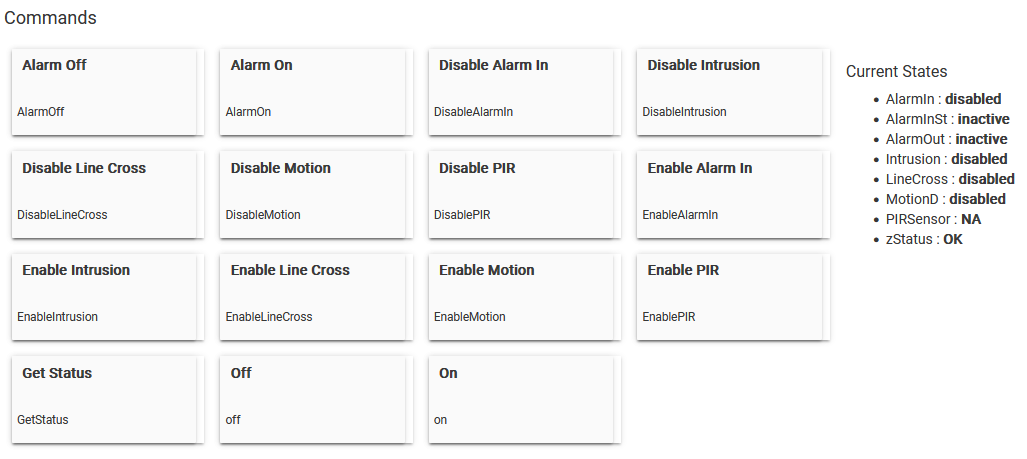 Commands
Alarm Off
AlarmOff
Alarm On
AlarmOn
Disable Alarm In
DisableAlarmIn
Disable Intrusion
DisableIntrusion
Disable Line Cross
DisableLineCross
Disable Motion
DisableMotion
Disable PIR
DisablePIR
Enable Alarm In
EnableAlarmIn
Enable Intrusion
EnableIntrusion
Enable Line Cross
EnableLineCross
Enable Motion
EnableMotion
Enable PIR
EnablePIR
Get Status
GetStatus
Off
off
On
on
Current States
AlarmIn : disabled
AlarmInSt : inactive
AlarmOut : inactive
Intrusion : disabled
LineCross : disabled
MotionD : disabled
PIRSensor : NA
zStatus : OK